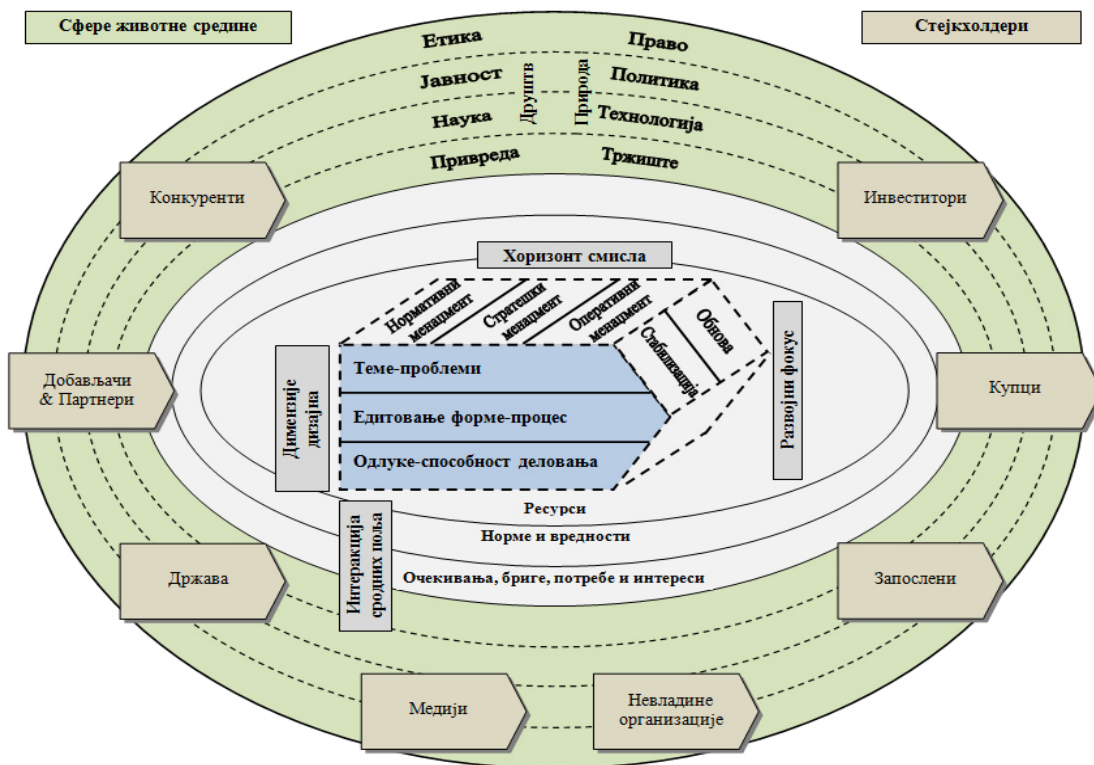 Сфере животне средине
Стејкхолдери
Етика
Право
Јавност
Друштв
Природа
Политика
Наука
Технологија
Привреда
Тржиште
Конкуренти
Инвеститори
Хоризонт смисла
Нормативни
менаџмент
Стратешки
менаџмент
Оперативни
менаџмент
Стабилизација
Обнова
Димензије
дизајна
Теме-проблеми
Едитовање форме-процес
Одлуке-способност деловања
Развојни фокус
Добављачи
& Партнери
Купци
Ресурси
Норме и вредности
Очекивања, бриге, потребе и интереси
Интеракција
сродних поља
Држава
Запослени
Медији
Невладине
организације